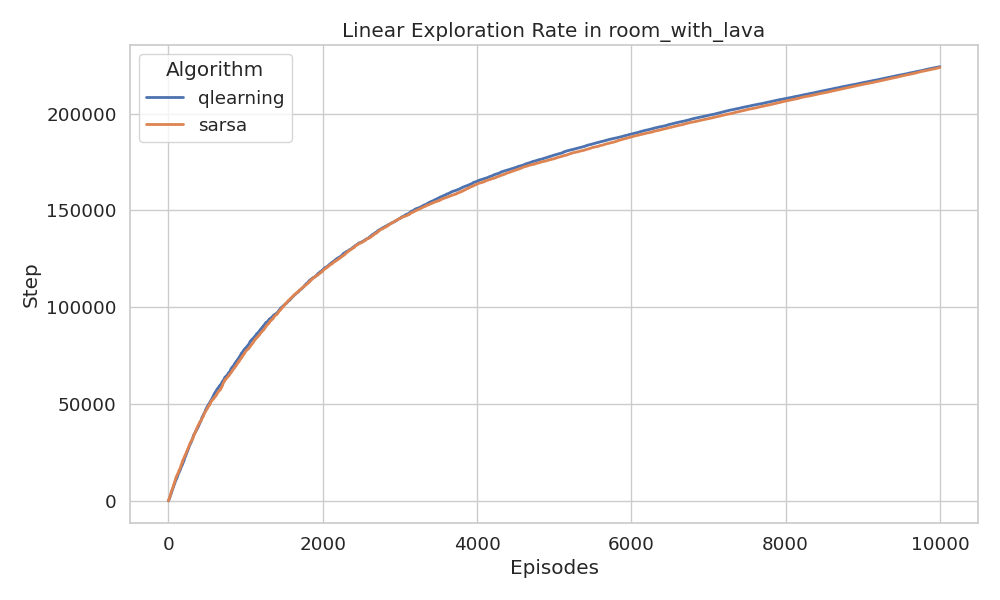 Linear Exploration Rate in room_with_lava
Algorithm
qlearning
sarsa
Step
200000
150000
100000
50000
0
0 2000 4000 6000 8000 10000
Episodes